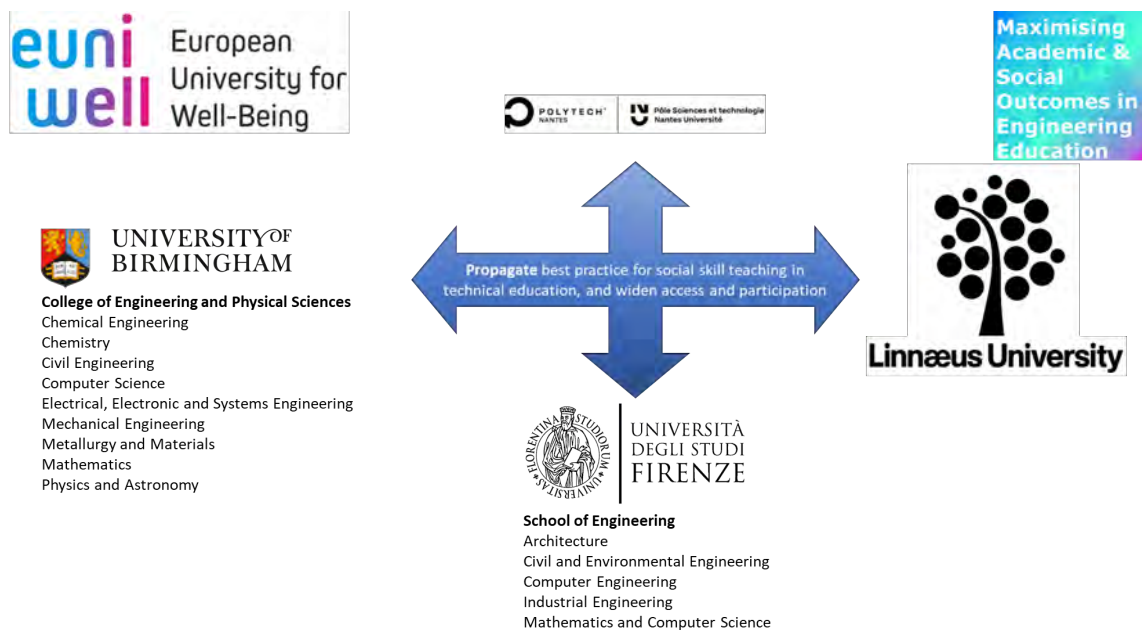 euni
well
European
University for
Well-Being
POLYTECH®
NANTES
Pôle Sciences et technologie
Nantes Université
Maximising
Academic &
Social
Outcomes in
Engineering
Education
UNIVERSITY OF
BIRMINGHAM
College of Engineering and Physical Sciences
Chemical Engineering
Chemistry
Civil Engineering
Computer Science
Electrical, Electronic and Systems Engineering
Mechanical Engineering
Metallurgy and Materials
Mathematics
Physics and Astronomy
Propagate best practice for social skill teaching in
technical education, and widen access and participation
Linnæus University
FLORENTINA STUDIORUM
UNIVERSITAS
UNIVERSITÀ
DEGLI STUDI
FIRENZE
School of Engineering
Architecture
Civil and Environmental Engineering
Computer Engineering
Industrial Engineering
Mathematics and Computer Science